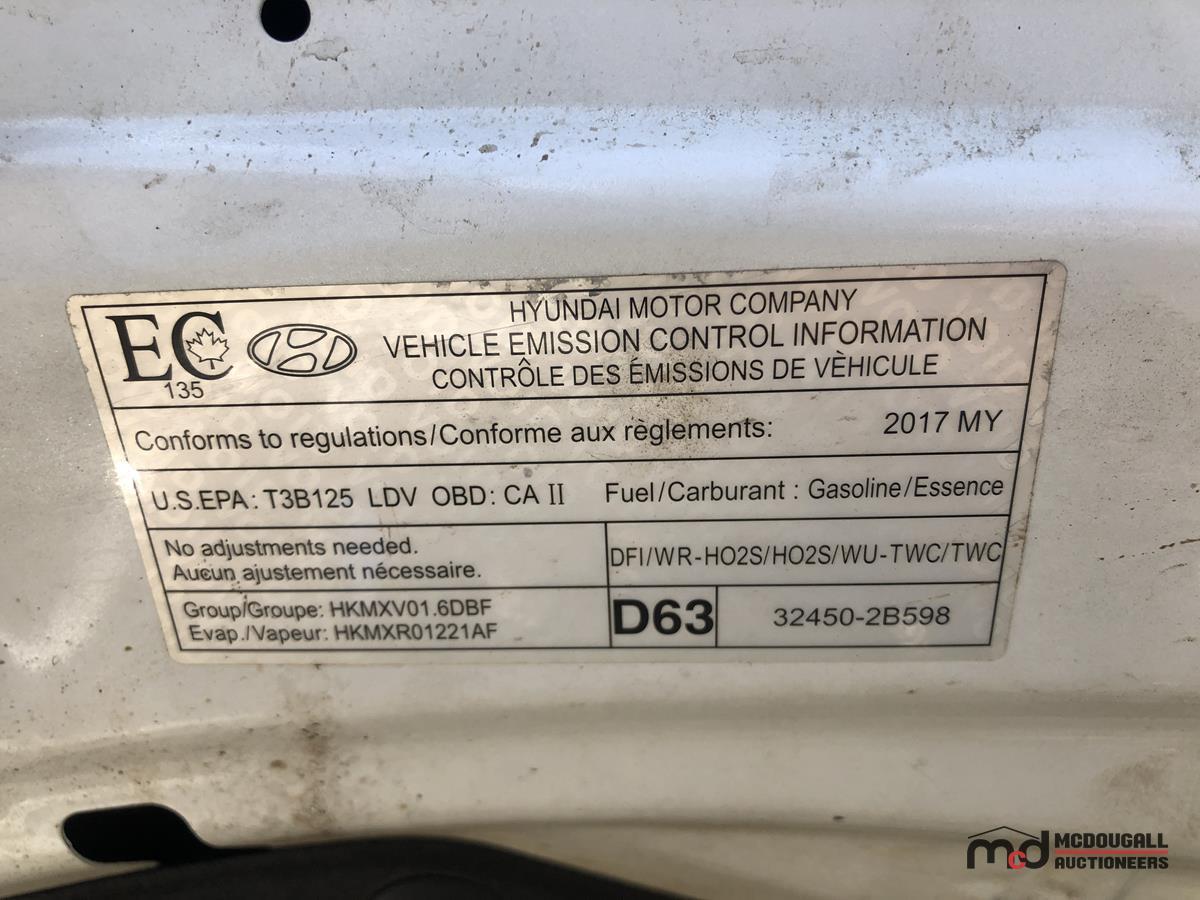 EC
135
HYUNDAI MOTOR COMPANY
VEHICLE EMISSION CONTROL INFORMATION
CONTRÔLE DES ÉMISSIONS DE VÈHICULE
Conforms to regulations/Conforme aux règlements: 2017 MY
U.S.EPA: T3B125 LDV OBD: CA II Fuel/Carburant : Gasoline/Essence
No adjustments needed.
Aucun ajustement nécessaire.
DFI/WR-HO2S/HO2S/WU-TWC/TWC
Group/Groupe: HKMXV01.6DBF
Evap./Vapeur: HKMXR01221AF
D63 32450-2B598
mcd MCDOUGALL
AUCTIONEERS